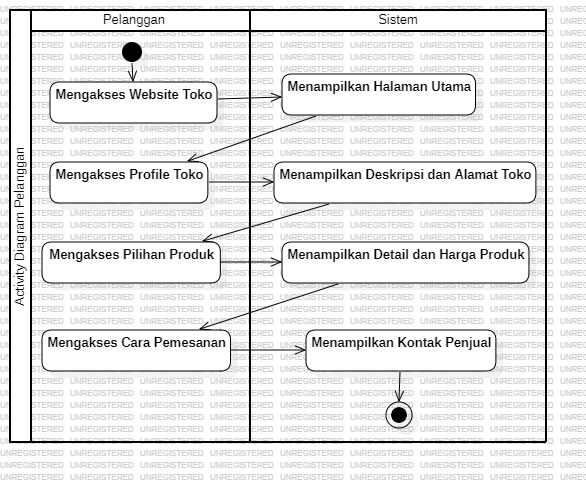 Pelanggan
Sistem
Activity Diagram Pelanggan
Mengakses Website Toko
Menampilkan Halaman Utama
Mengakses Profile Toko
Menampilkan Deskripsi dan Alamat Toko
Mengakses Pilihan Produk
Menampilkan Detail dan Harga Produk
Mengakses Cara Pemesanan
Menampilkan Kontak Penjual
UNREGISTERED